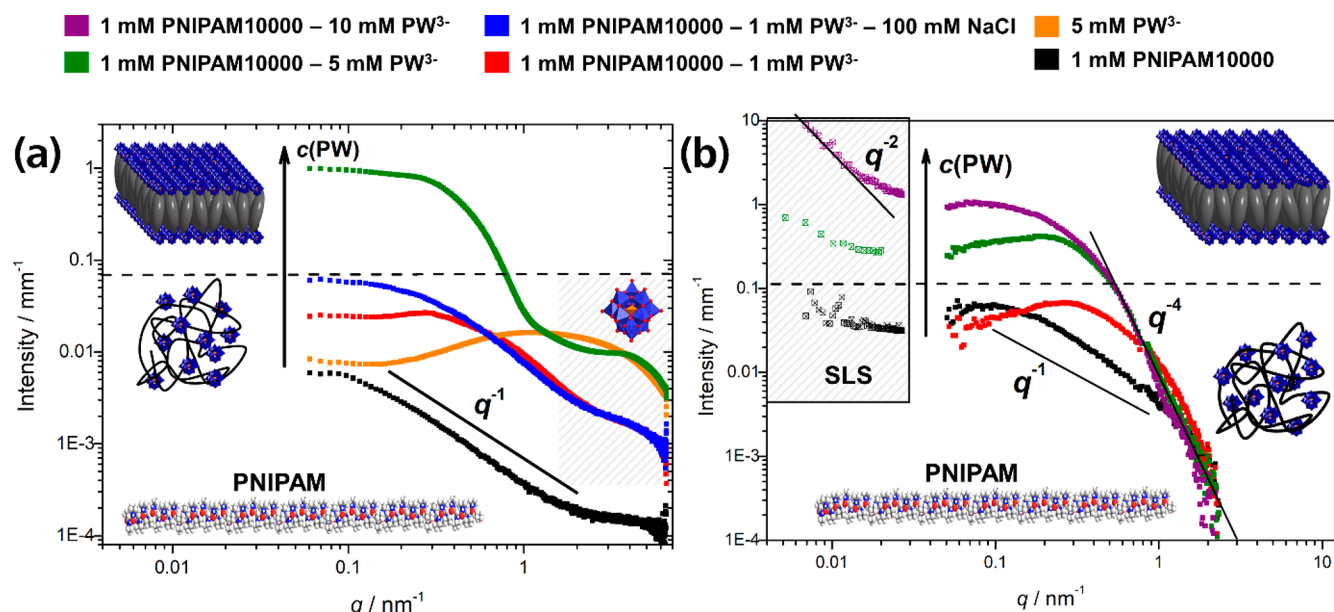 1 mM PNIPAM10000 – 10 mM PW³⁻
1 mM PNIPAM10000 – 1 mM PW³⁻ – 100 mM NaCl
5 mM PW³⁻
1 mM PNIPAM10000 – 5 mM PW³⁻
1 mM PNIPAM10000 – 1 mM PW³⁻
1 mM PNIPAM10000
(a)
Intensity / mm⁻¹
1
0.1
0.01
1E-3
1E-4
c(PW)
q⁻¹
PNIPAM
0.01
0.1
1
q / nm⁻¹
(b)
Intensity / mm⁻¹
10
1
0.1
0.01
1E-3
1E-4
q⁻²
c(PW)
SLS
q⁻¹
q⁻⁴
PNIPAM
0.01
0.1
1
10
q / nm⁻¹